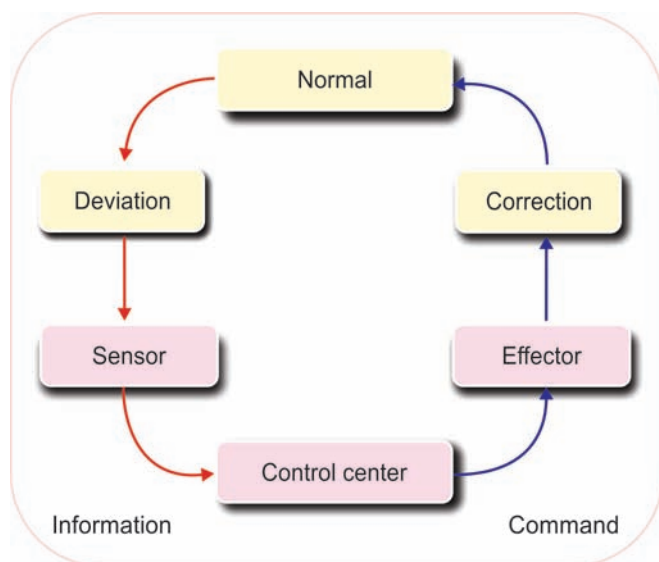 Normal
Deviation
Correction
Sensor
Effector
Control center
Information
Command